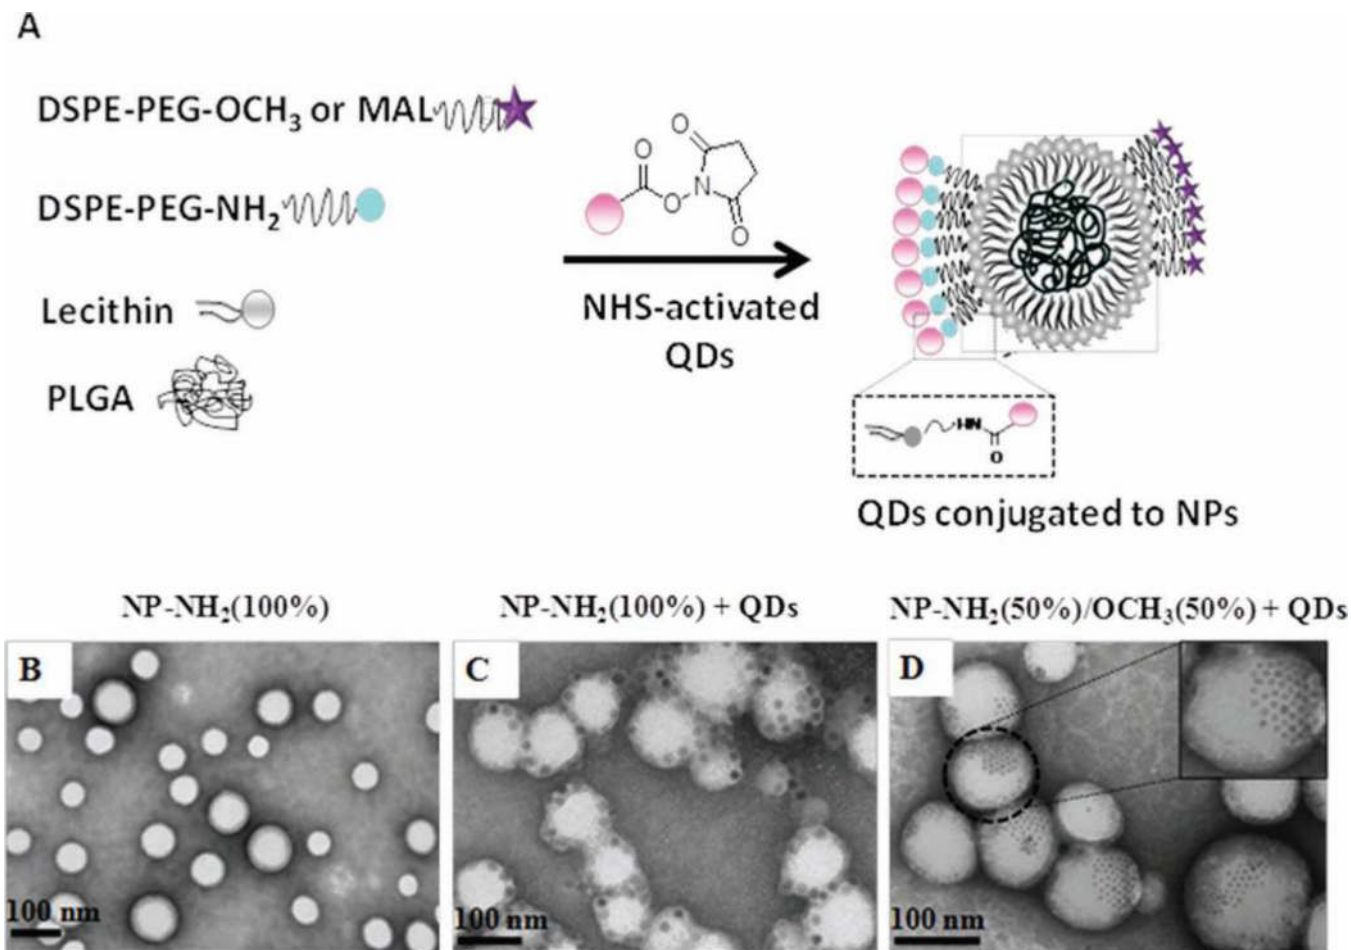 A
DSPE-PEG-OCH₃ or MAL
DSPE-PEG-NH₂
Lecithin
PLGA
O
O
N
O
O
NHS-activated
QDs
HN
O
QDs conjugated to NPs
NP-NH₂(100%)
NP-NH₂(100%) + QDs
NP-NH₂(50%)/OCH₃(50%) + QDs
B
C
D
100 nm
100 nm
100 nm